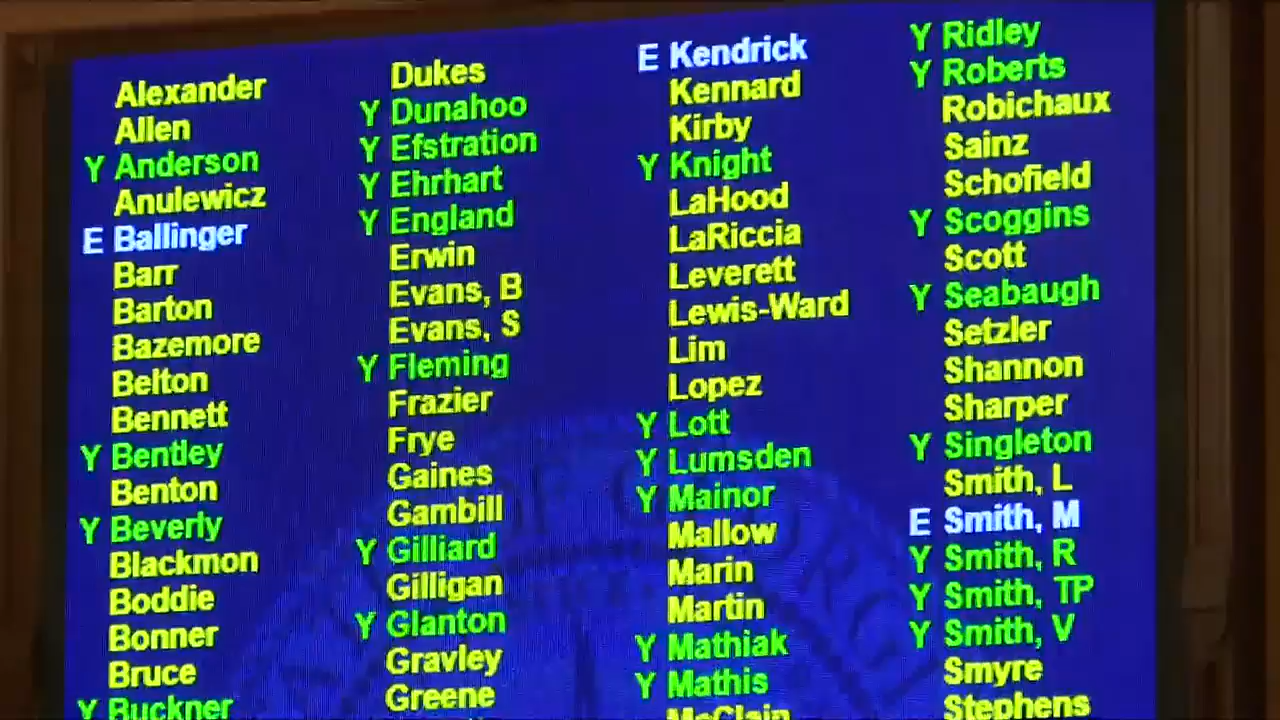 Alexander
Allen
Y Anderson
Anulewicz
E Ballinger
Barr
Barton
Bazemore
Belton
Bennett
Y Bentley
Benton
Y Beverly
Blackmon
Boddie
Bonner
Bruce
Y Buckner
Dukes
Y Dunahoo
Y Efstration
Y Ehrhart
Y England
Erwin
Evans, B
Evans, S
Y Fleming
Frazier
Frye
Gaines
Gambill
Y Gilliard
Gilligan
Y Glanton
Gravley
Greene
E Kendrick
Kennard
Kirby
Y Knight
LaHood
LaRiccia
Leverett
Lewis-Ward
Lim
Lopez
Y Lott
Y Lumsden
Y Mainor
Mallow
Marin
Martin
Y Mathiak
Y Mathis
McClain
Y Ridley
Y Roberts
Robichaux
Sainz
Schofield
Y Scoggins
Scott
Y Seabaugh
Setzler
Shannon
Sharper
Y Singleton
Smith, L
E Smith, M
Y Smith, R
Y Smith, TP
Y Smith, V
Smyre
Stephens